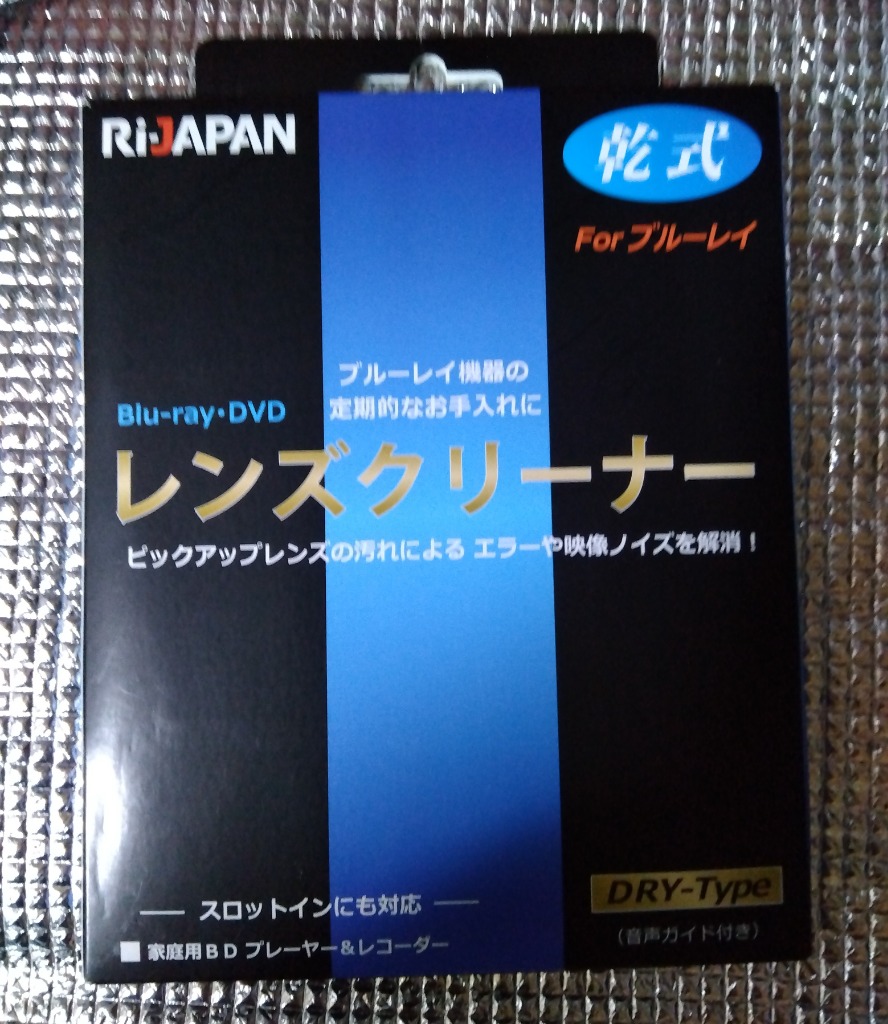 Ri-JAPAN
乾式
For ブルーレイ
ブルーレイ機器の
定期的なお手入れに
Blu-ray・DVD
レンズクリーナー
ピックアップレンズの汚れによる エラーや映像ノイズを解消！
スロットインにも対応
■ 家庭用BD プレーヤー＆レコーダー
DRY-Type
（音声ガイド付き）